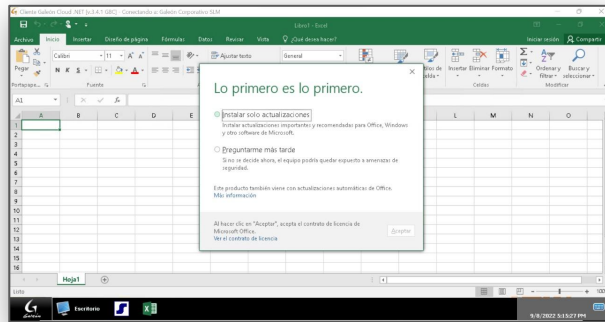 Cliente Galeón Cloud .NET (v.3.4.1 GBC) - Conectando a: Galeón Corporativo SLM
Libro1 - Excel
Archivo Inicio Insertar Diseño de página Fórmulas Datos Revisar Vista ¿Qué desea hacer? Iniciar sesión Compartir
Calibri 11 Ajustar texto General
Pegar N K S
Insertar Eliminar Formato Ordenar y filtrar Buscar y seleccionar
Portapape... Fuente Celdas Modificar
A1 fx
A B C D E L M N O
1
2
3
4
5
6
7
8
9
10
11
12
13
14
15
16
Lo primero es lo primero.
Instalar solo actualizaciones
Instalar actualizaciones importantes y recomendadas para Office, Windows
y otro software de Microsoft.
Preguntarme más tarde
Si no se decide ahora, el equipo podría quedar expuesto a amenazas de
seguridad.
Este producto también viene con actualizaciones automáticas de Office.
Más información
Al hacer clic en "Aceptar", acepta el contrato de licencia de
Microsoft Office.
Ver el contrato de licencia
Aceptar
Hoja1
Listo 100
Galeón Escritorio
9/8/2022 5:15:27 PM